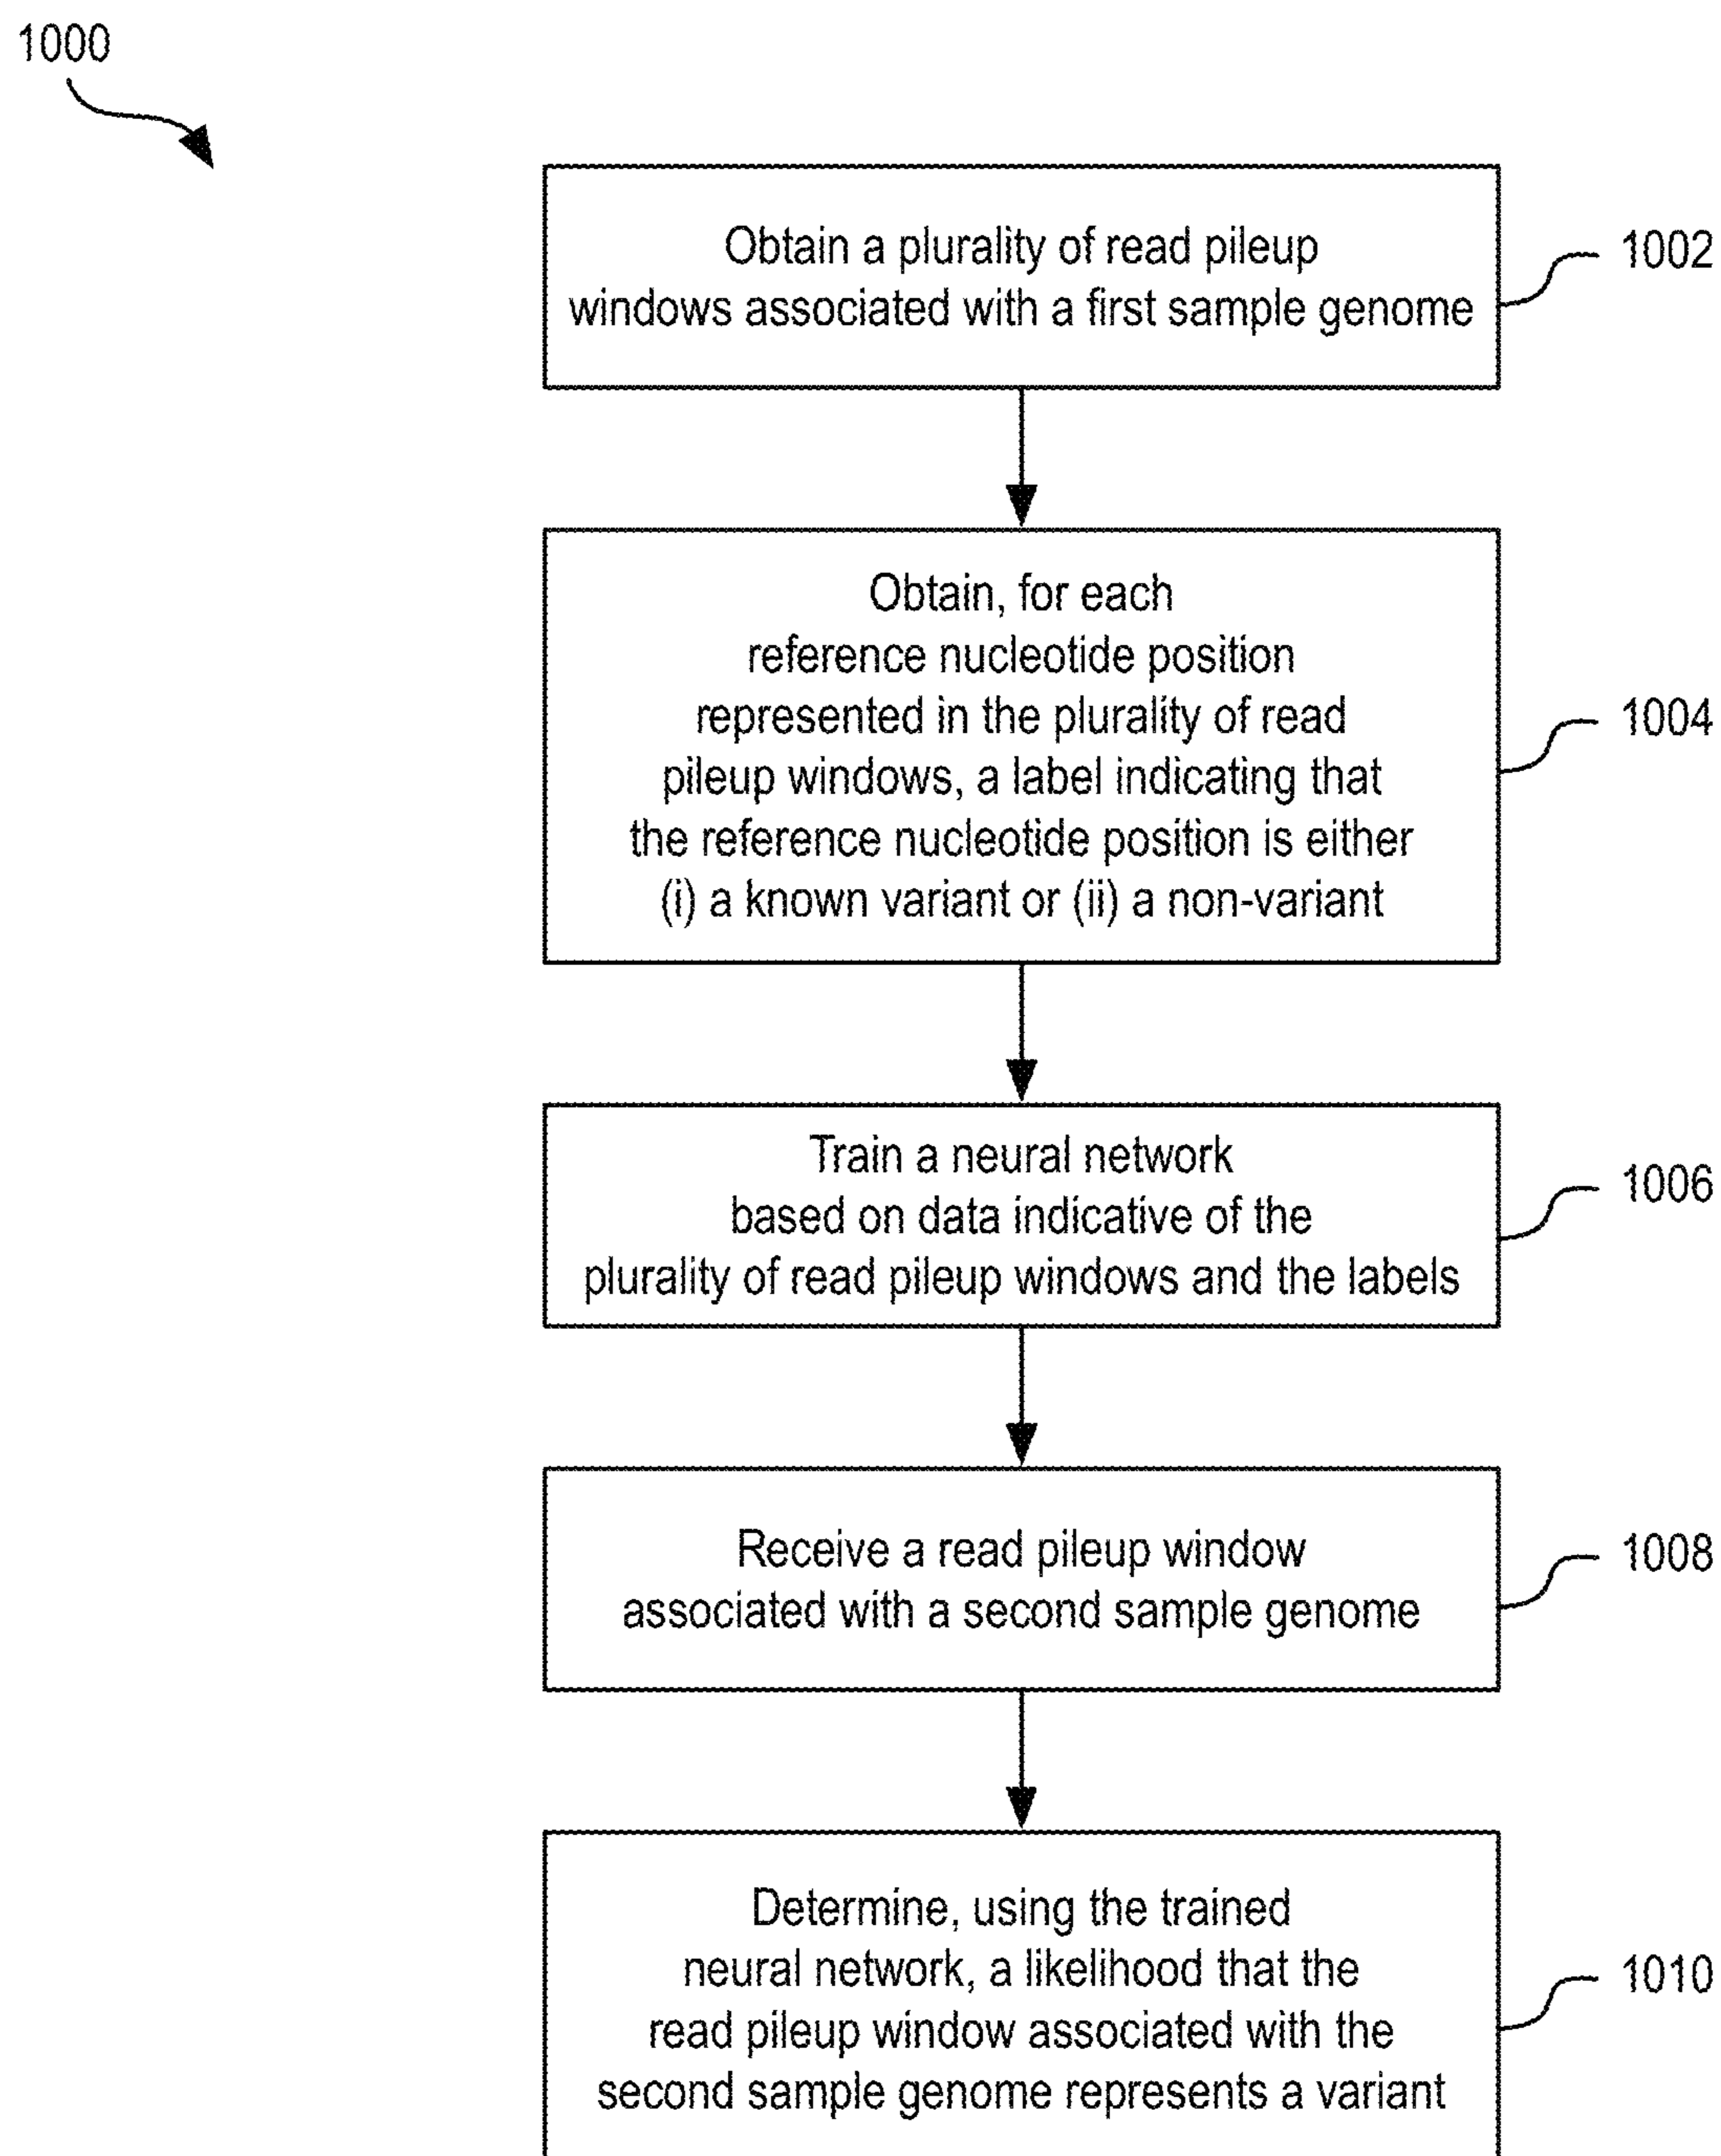 1000
Obtain a plurality of read pileup
windows associated with a first sample genome
1002
Obtain, for each
reference nucleotide position
represented in the plurality of read
pileup windows, a label indicating that
the reference nucleotide position is either
(i) a known variant or (ii) a non-variant
1004
Train a neural network
based on data indicative of the
plurality of read pileup windows and the labels
1006
Receive a read pileup window
associated with a second sample genome
1008
Determine, using the trained
neural network, a likelihood that the
read pileup window associated with the
second sample genome represents a variant
1010